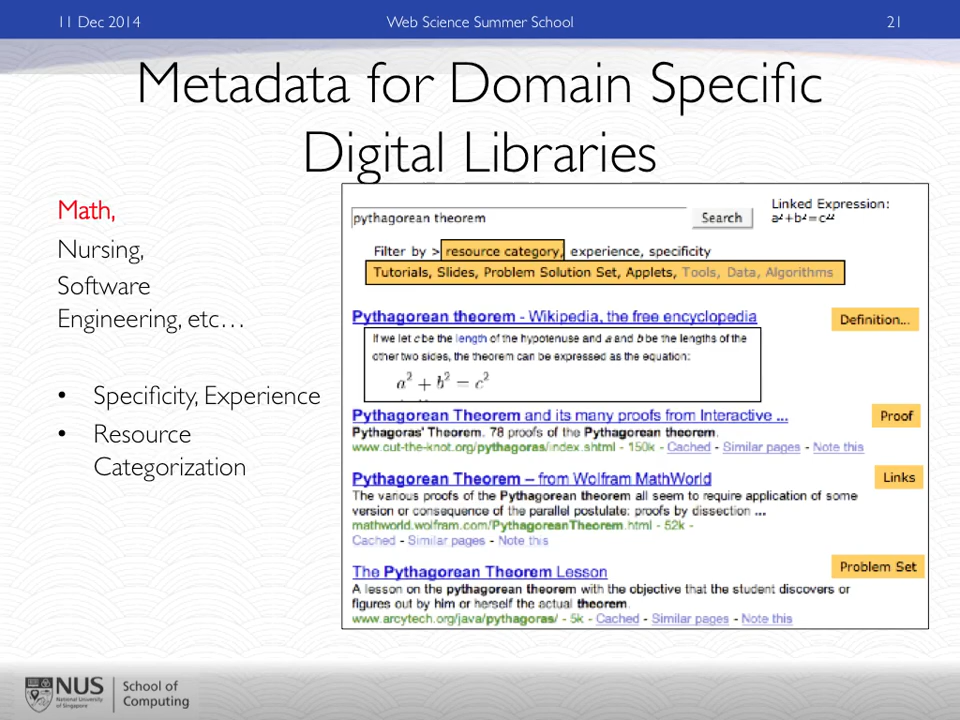 11 Dec 2014
Web Science Summer School
21
Metadata for Domain Specific
Digital Libraries
Math,
Nursing,
Software
Engineering, etc…
• Specificity, Experience
• Resource
Categorization
pythagorean theorem
Search
Linked Expression:
a²+b²=c²
Filter by > resource category, experience, specificity
Tutorials, Slides, Problem Solution Set, Applets, Tools, Data, Algorithms
Pythagorean theorem - Wikipedia, the free encyclopedia
Definition...
If we let c be the length of the hypotenuse and a and b be the lengths of the
other two sides, the theorem can be expressed as the equation:
a² + b² = c²
Pythagorean Theorem and its many proofs from Interactive ...
Proof
Pythagoras' Theorem. 78 proofs of the Pythagorean theorem.
www.cut-the-knot.org/pythagoras/index.shtml - 150k - Cached - Similar pages - Note this
Pythagorean Theorem – from Wolfram MathWorld
Links
The various proofs of the Pythagorean theorem all seem to require application of some
version or consequence of the parallel postulate: proofs by dissection ...
mathworld.wolfram.com/PythagoreanTheorem.html - 52k -
Cached - Similar pages - Note this
The Pythagorean Theorem Lesson
Problem Set
A lesson on the pythagorean theorem with the objective that the student discovers or
figures out by him or herself the actual theorem.
www.arcytech.org/java/pythagoras/ - 5k - Cached - Similar pages - Note this
NUS
National University
of Singapore
School of
Computing